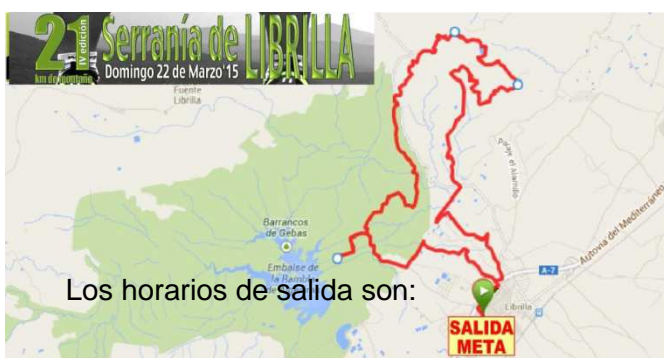 21
IV edición
km de montaña
Serranía de LIBRILLA
Domingo 22 de Marzo'15
Fuente
Librilla
Barrancos
de Gebas
Embalse de
la Rambla
Autovía del Mediterráneo
A-7
Librilla
Los horarios de salida son:
SALIDA
META